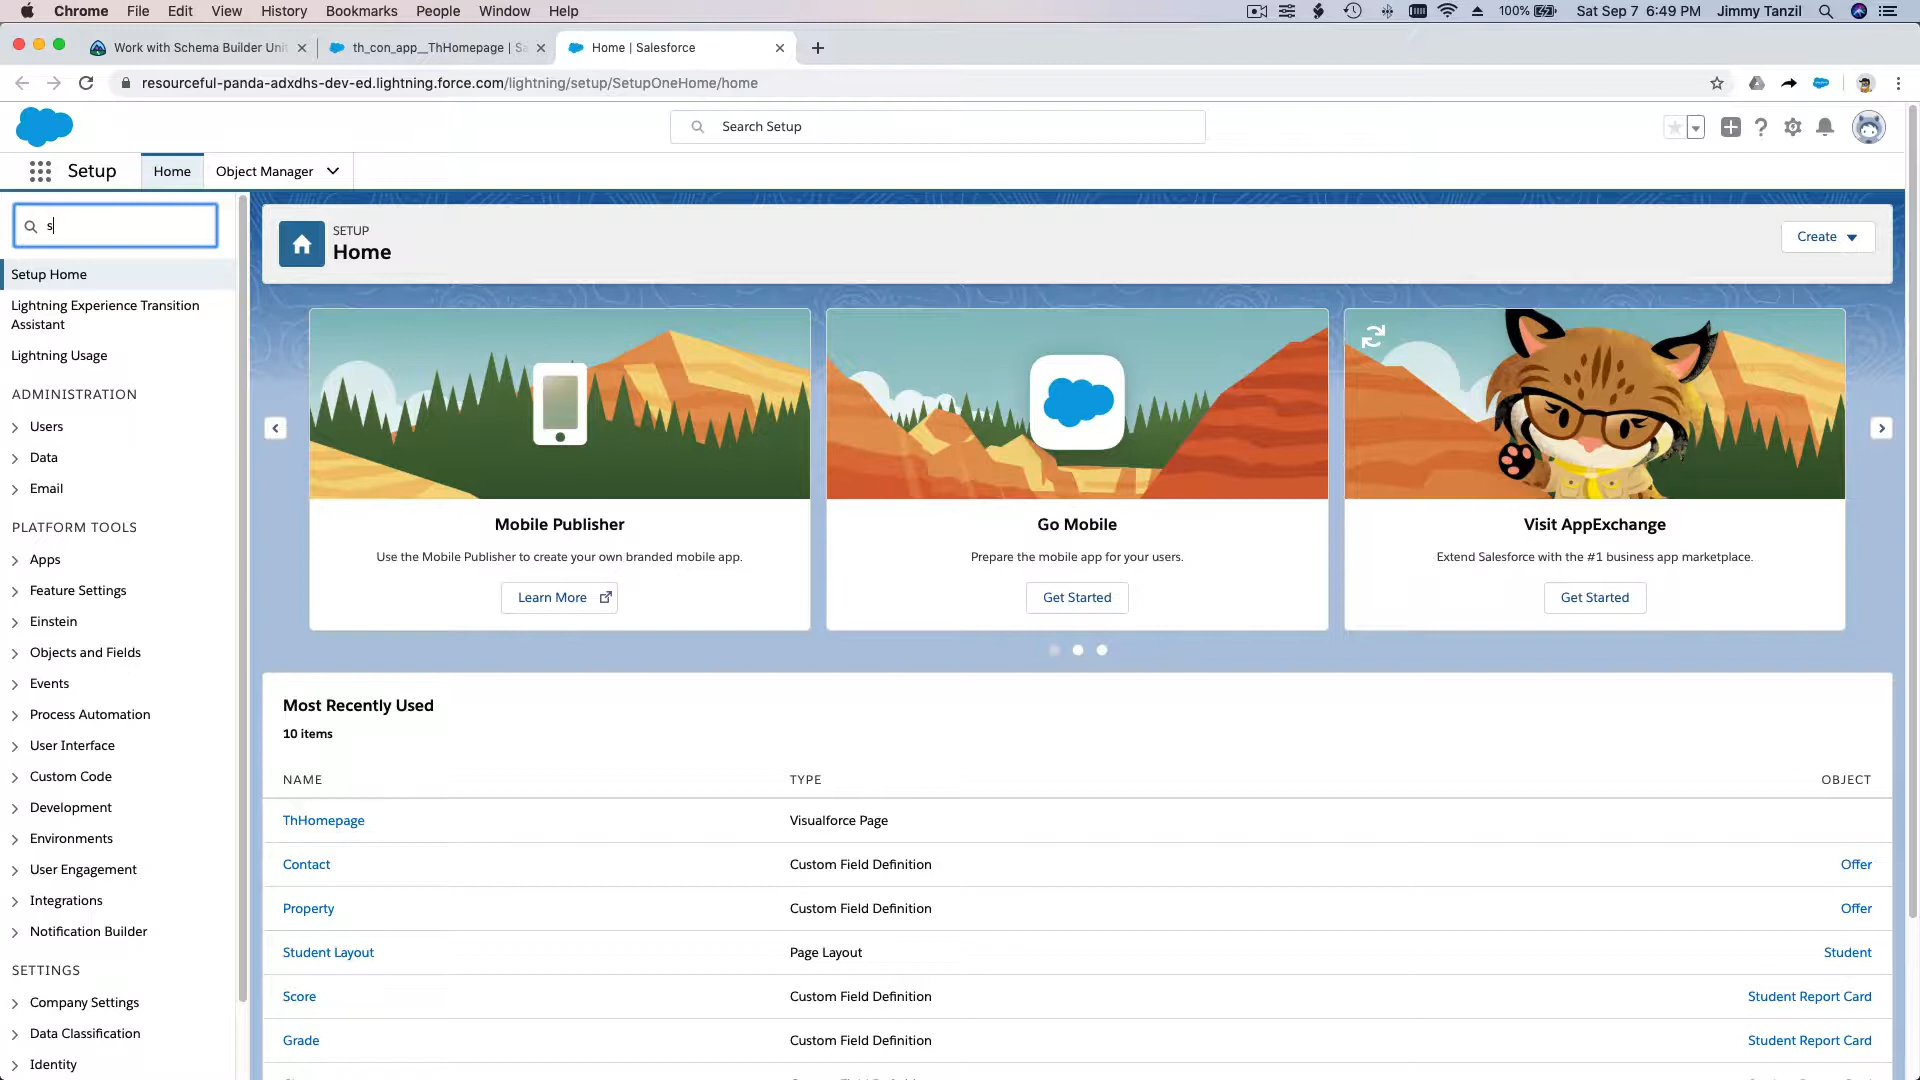 Chrome File Edit View History Bookmarks People Window Help 100% Sat Sep 7 6:49 PM Jimmy Tanzil
Work with Schema Builder Unit
th_con_app__ThHomepage | Sa
Home | Salesforce
resourceful-panda-adxdhs-dev-ed.lightning.force.com/lightning/setup/SetupOneHome/home
Search Setup
Setup Home Object Manager
s
Setup Home
Lightning Experience Transition
Assistant
Lightning Usage
ADMINISTRATION
Users
Data
Email
PLATFORM TOOLS
Apps
Feature Settings
Einstein
Objects and Fields
Events
Process Automation
User Interface
Custom Code
Development
Environments
User Engagement
Integrations
Notification Builder
SETTINGS
Company Settings
Data Classification
Identity
SETUP
Home
Create
Mobile Publisher
Use the Mobile Publisher to create your own branded mobile app.
Learn More
Go Mobile
Prepare the mobile app for your users.
Get Started
Visit AppExchange
Extend Salesforce with the #1 business app marketplace.
Get Started
Most Recently Used
10 items
NAME TYPE OBJECT
ThHomepage Visualforce Page
Contact Custom Field Definition Offer
Property Custom Field Definition Offer
Student Layout Page Layout Student
Score Custom Field Definition Student Report Card
Grade Custom Field Definition Student Report Card